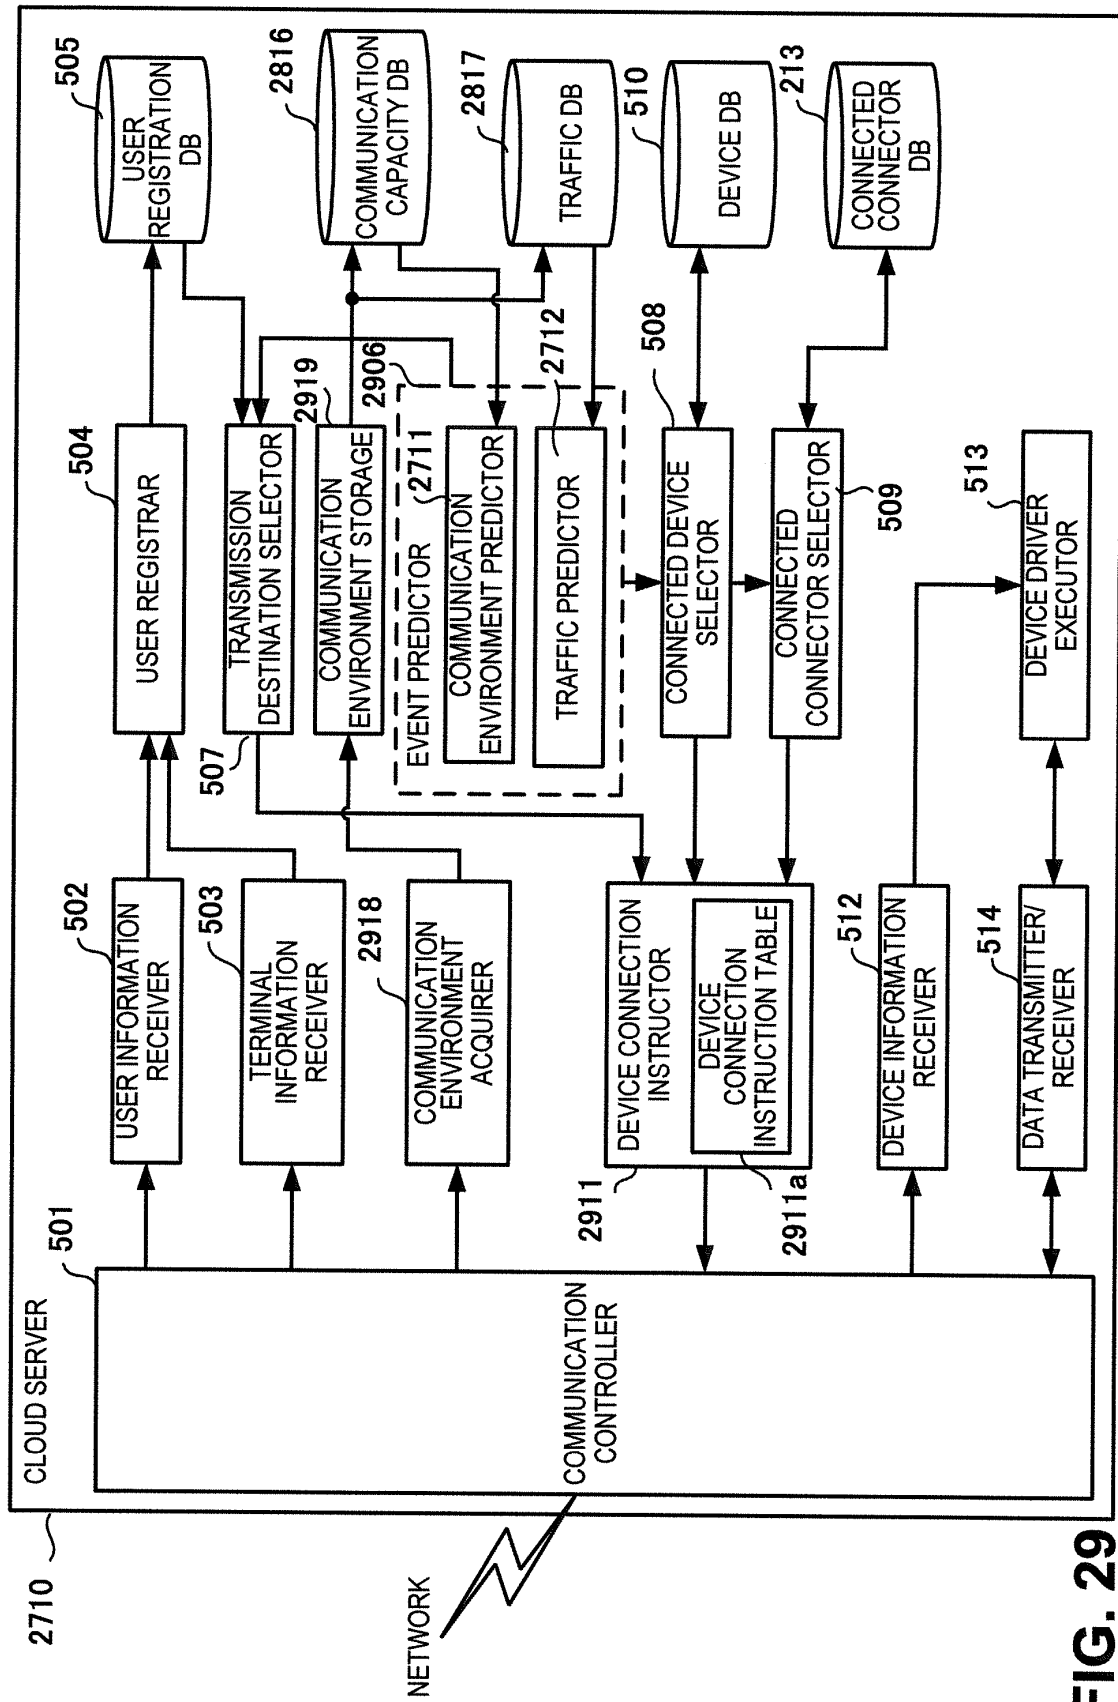 2710
CLOUD SERVER
NETWORK
501
COMMUNICATION
CONTROLLER
502
USER INFORMATION
RECEIVER
503
TERMINAL
INFORMATION
RECEIVER
2918
COMMUNICATION
ENVIRONMENT
ACQUIRER
2911
DEVICE CONNECTION
INSTRUCTOR
DEVICE
CONNECTION
INSTRUCTION TABLE
2911a
512
DEVICE INFORMATION
RECEIVER
514
DATA TRANSMITTER/
RECEIVER
504
USER REGISTRAR
507
TRANSMISSION
DESTINATION SELECTOR
2919
COMMUNICATION
ENVIRONMENT STORAGE
2906
EVENT PREDICTOR
2711
COMMUNICATION
ENVIRONMENT PREDICTOR
2712
TRAFFIC PREDICTOR
508
CONNECTED DEVICE
SELECTOR
CONNECTED
CONNECTOR SELECTOR
509
513
DEVICE DRIVER
EXECUTOR
505
USER
REGISTRATION
DB
2816
COMMUNICATION
CAPACITY DB
2817
TRAFFIC DB
510
DEVICE DB
213
CONNECTED
CONNECTOR
DB
FIG. 29